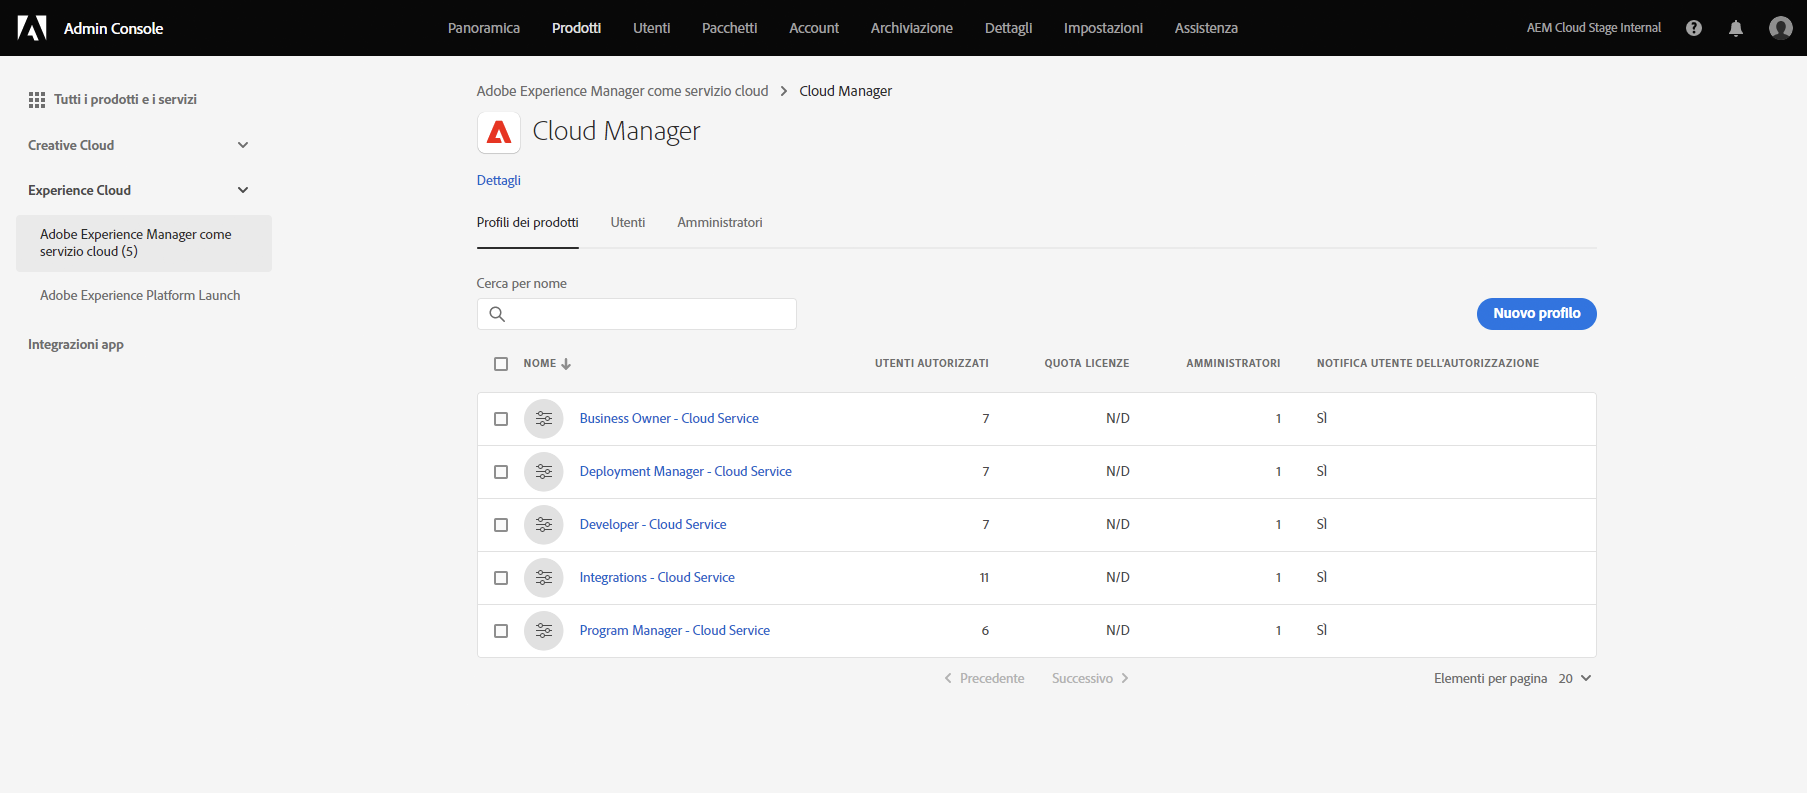 Admin Console
Panoramica Prodotti Utenti Pacchetti Account Archiviazione Dettagli Impostazioni Assistenza
AEM Cloud Stage Internal
Tutti i prodotti e i servizi
Creative Cloud
Experience Cloud
Adobe Experience Manager come
servizio cloud (5)
Adobe Experience Platform Launch
Integrazioni app
Adobe Experience Manager come servizio cloud > Cloud Manager
Cloud Manager
Dettagli
Profili dei prodotti Utenti Amministratori
Cerca per nome
Nuovo profilo
NOME UTENTI AUTORIZZATI QUOTA LICENZE AMMINISTRATORI NOTIFICA UTENTE DELL'AUTORIZZAZIONE
Business Owner - Cloud Service 7 N/D 1 SÌ
Deployment Manager - Cloud Service 7 N/D 1 SÌ
Developer - Cloud Service 7 N/D 1 SÌ
Integrations - Cloud Service 11 N/D 1 SÌ
Program Manager - Cloud Service 6 N/D 1 SÌ
Precedente Successivo Elementi per pagina 20